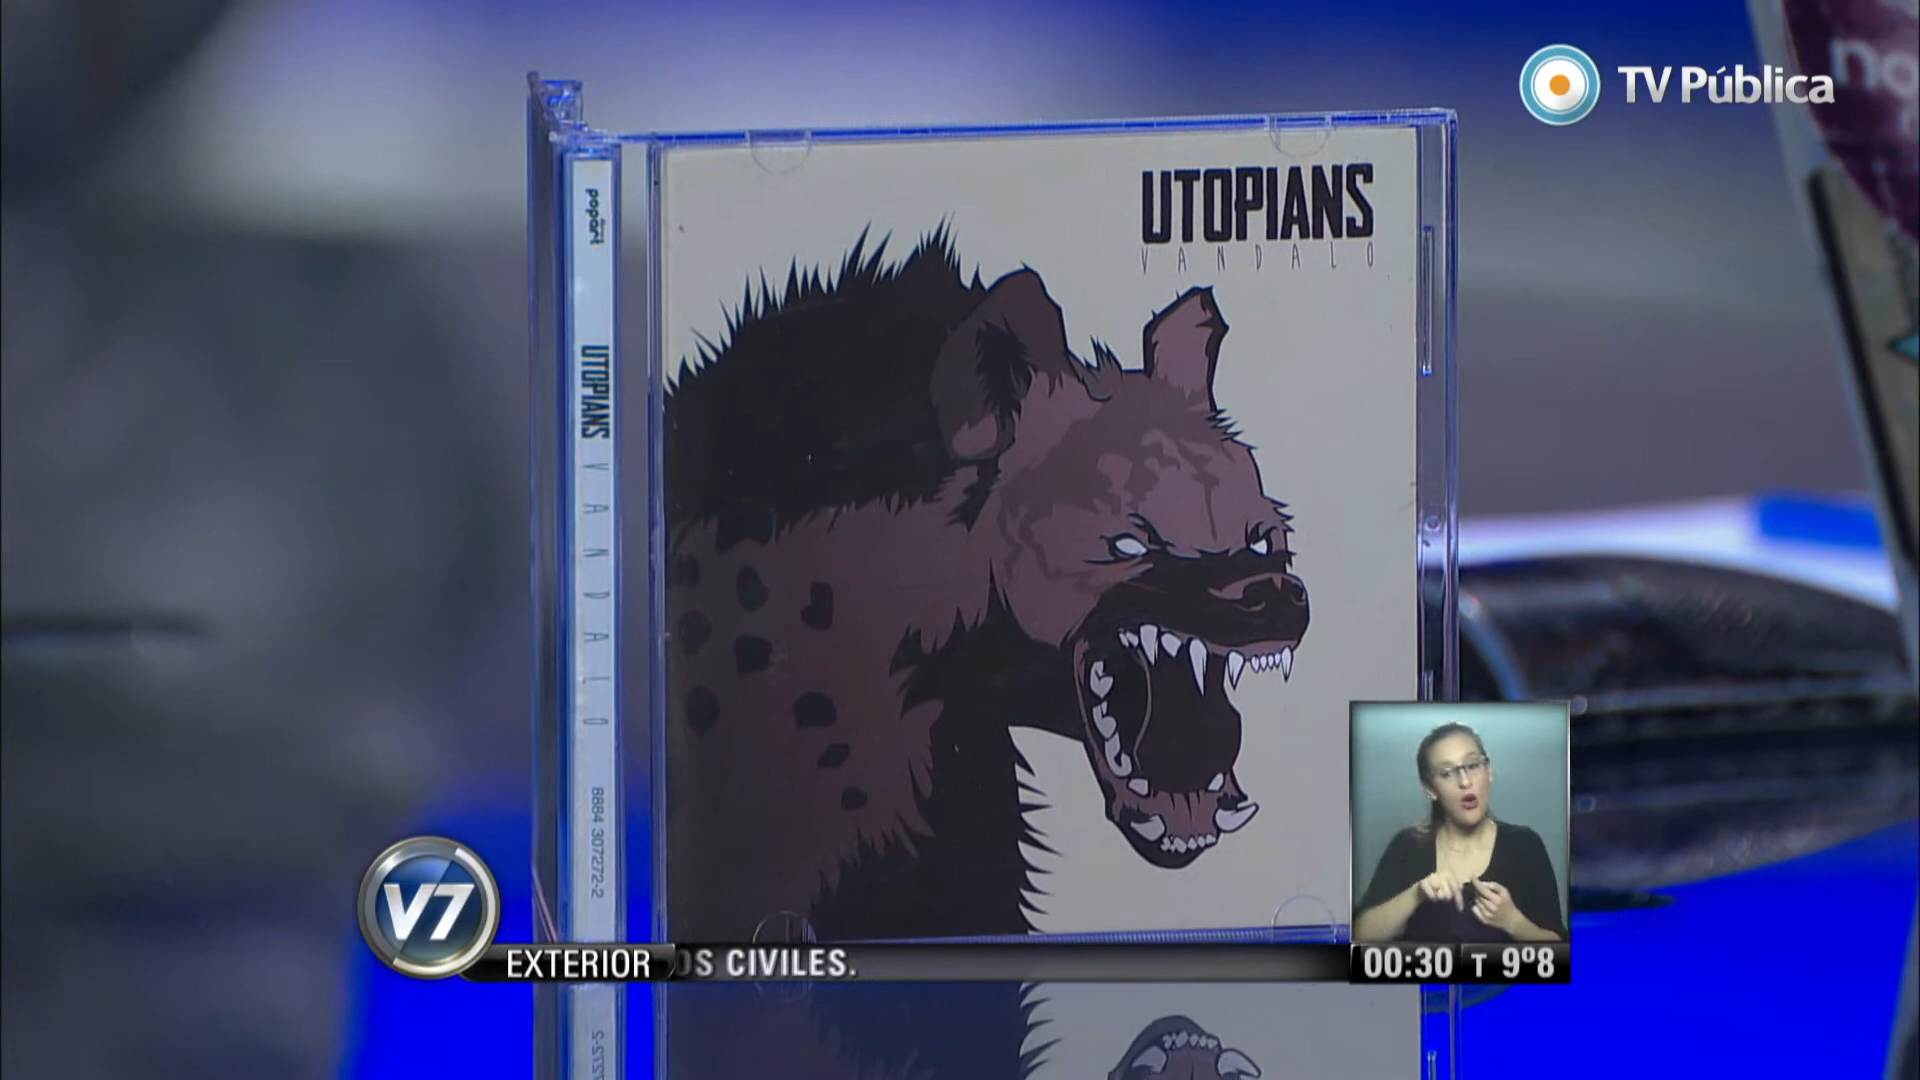 TV Pública
UTOPIANS
VANDALO
popart
UTOPIANS VANDALO 8884 307272-2
V7
EXTERIOR OS CIVILES.
00:30 T 9º8